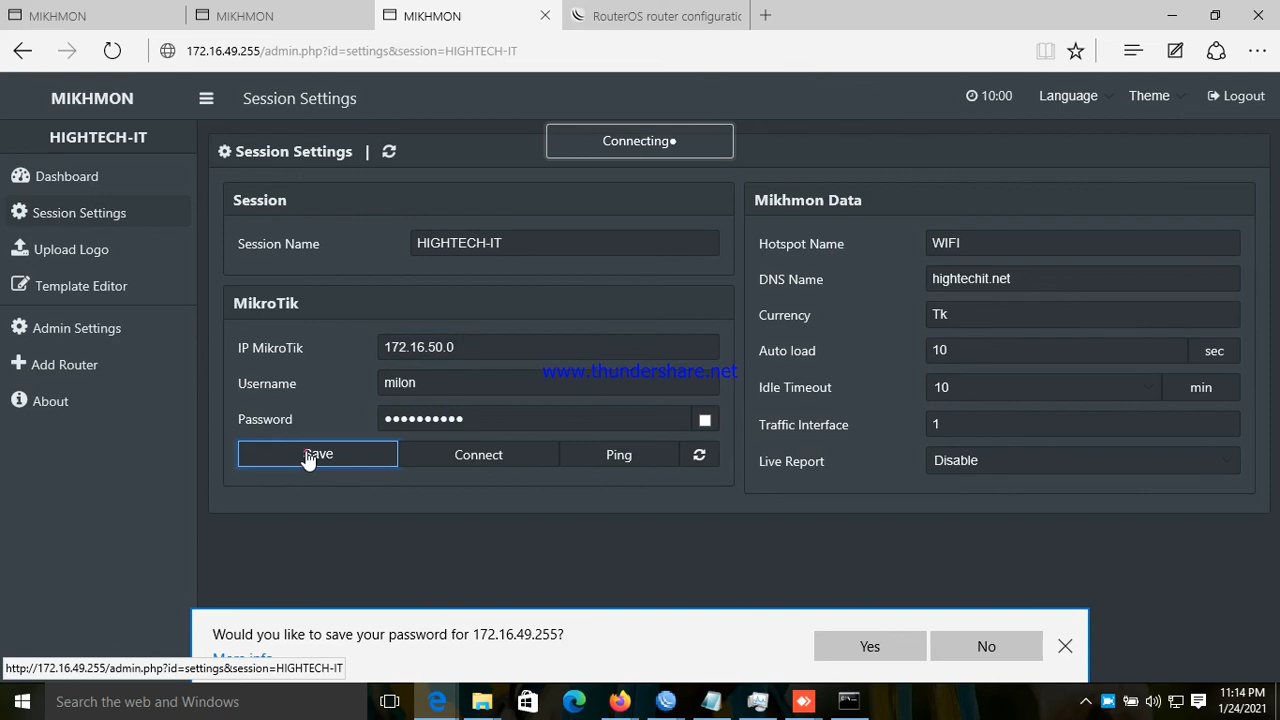 MIKHMON
MIKHMON
MIKHMON
RouterOS router configuratio
172.16.49.255/admin.php?id=settings&session=HIGHTECH-IT
MIKHMON
Session Settings
10:00
Language
Theme
Logout
HIGHTECH-IT
Dashboard
Session Settings
Upload Logo
Template Editor
Admin Settings
Add Router
About
Connecting●
Session Settings |
Session
Session Name
HIGHTECH-IT
MikroTik
IP MikroTik
172.16.50.0
Username
milon
Password
●●●●●●●●●●
Save
Connect
Ping
www.thundershare.net
Mikhmon Data
Hotspot Name
WIFI
DNS Name
hightechit.net
Currency
Tk
Auto load
10
sec
Idle Timeout
10
min
Traffic Interface
1
Live Report
Disable
Would you like to save your password for 172.16.49.255?
More info
Yes
No
http://172.16.49.255/admin.php?id=settings&session=HIGHTECH-IT
Search the web and Windows
11:14 PM
1/24/2021